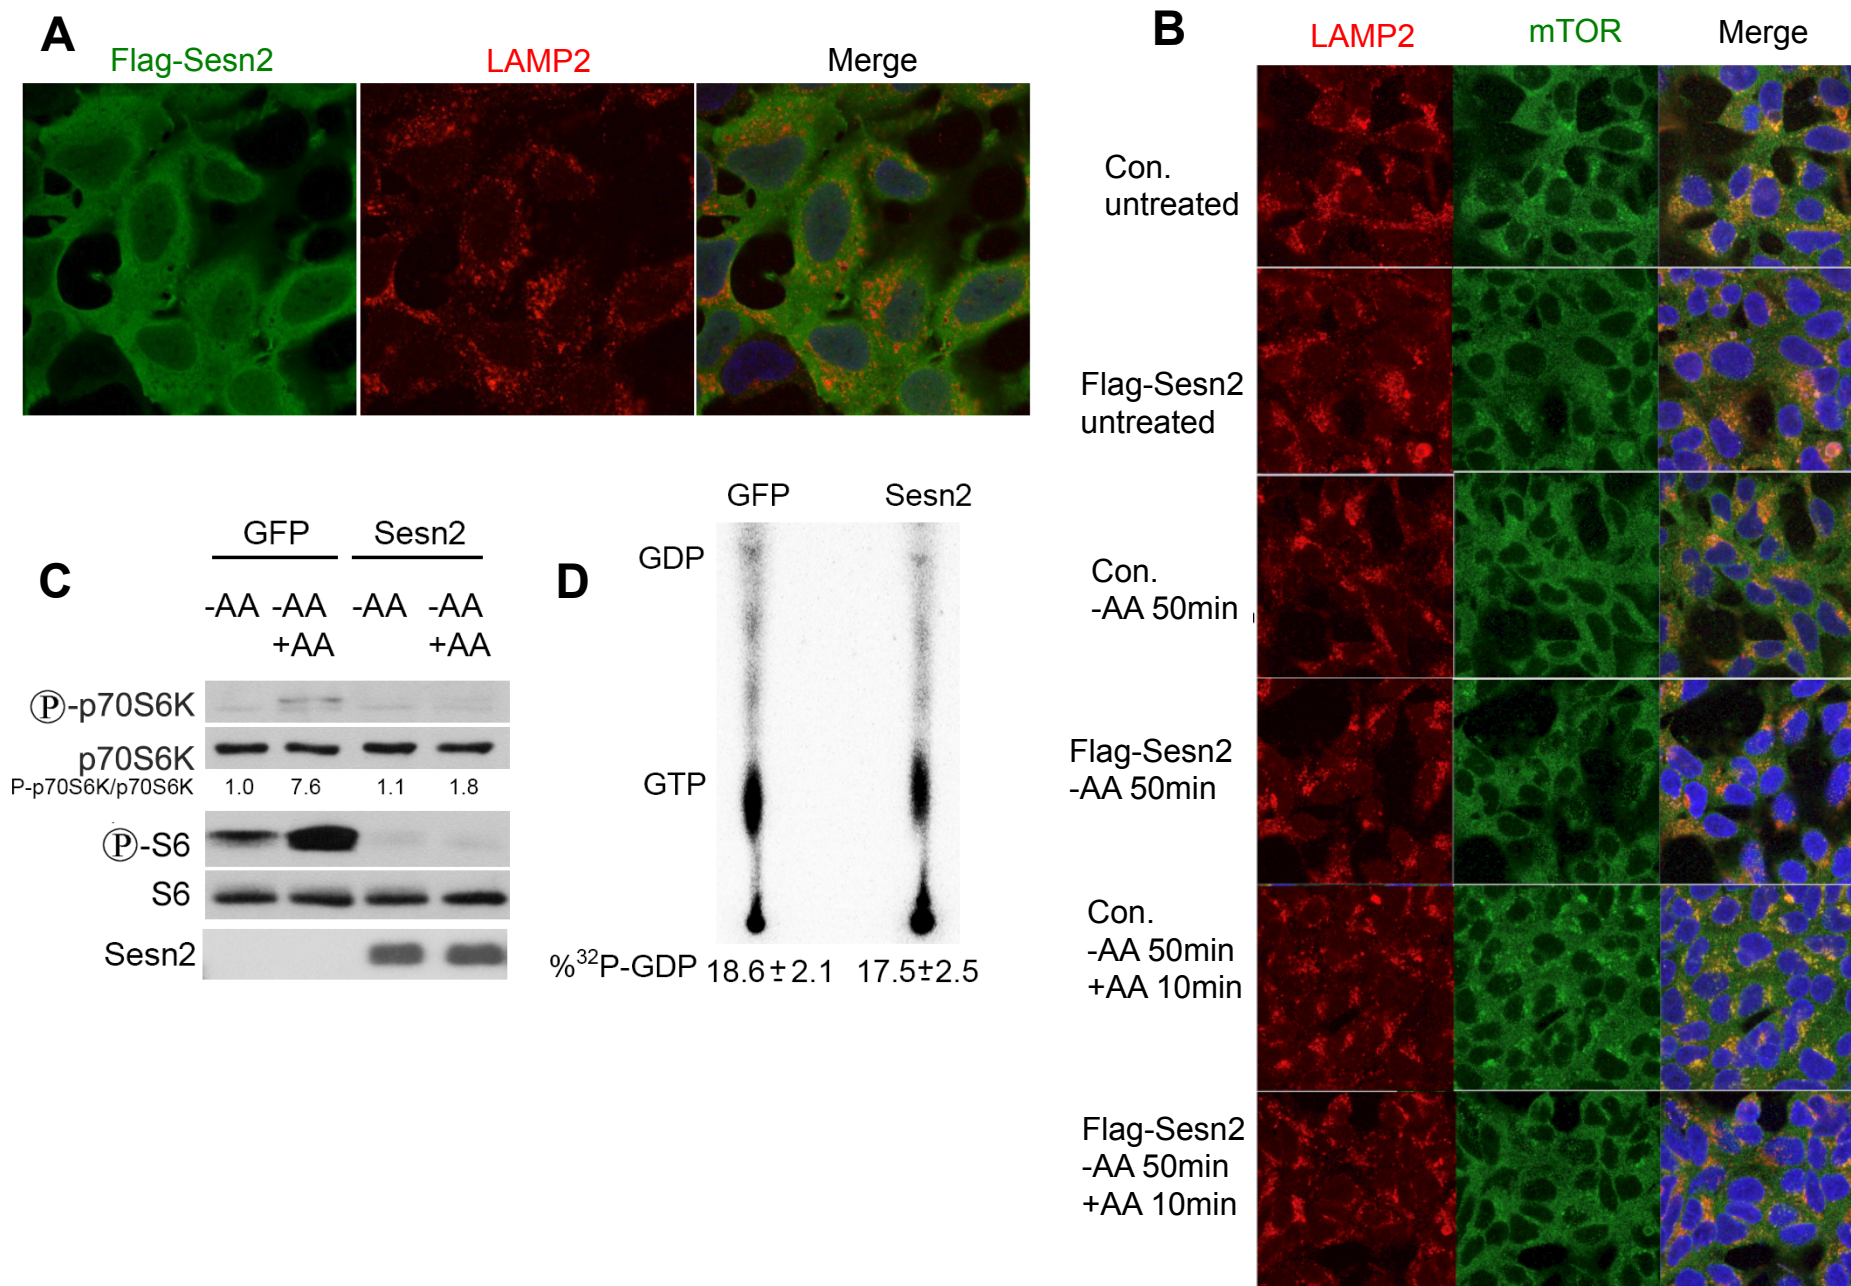 A
Flag-Sesn2 LAMP2 Merge
B
LAMP2 mTOR Merge
Con.
untreated
Flag-Sesn2
untreated
Con.
-AA 50min
Flag-Sesn2
-AA 50min
Con.
-AA 50min
+AA 10min
Flag-Sesn2
-AA 50min
+AA 10min
C
GFP Sesn2
-AA -AA -AA -AA
+AA +AA
Ⓟ-p70S6K
p70S6K
P-p70S6K/p70S6K 1.0 7.6 1.1 1.8
Ⓟ-S6
S6
Sesn2
D
GFP Sesn2
GDP
GTP
%³²P-GDP 18.6±2.1 17.5±2.5